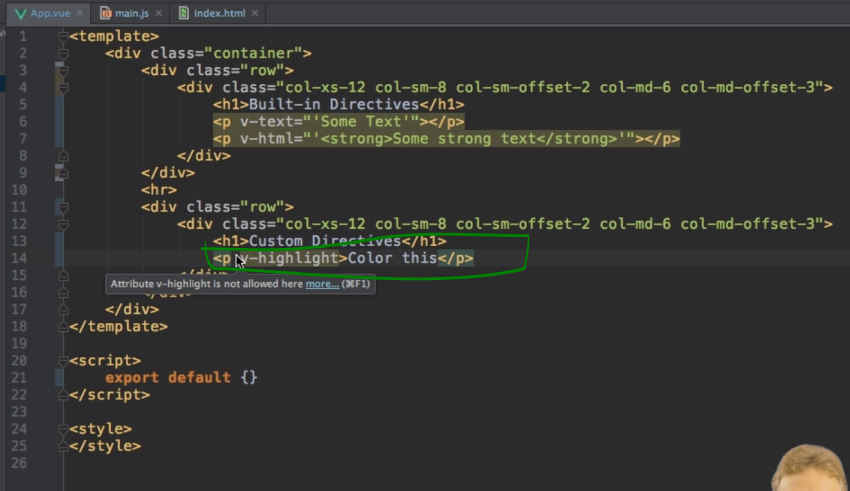 App.vue × main.js × index.html ×
1 <template>
2 <div class="container">
3 <div class="row">
4 <div class="col-xs-12 col-sm-8 col-sm-offset-2 col-md-6 col-md-offset-3">
5 <h1>Built-in Directives</h1>
6 <p v-text="'Some Text'"></p>
7 <p v-html="'<strong>Some strong text</strong>'"></p>
8 </div>
9 </div>
10 <hr>
11 <div class="row">
12 <div class="col-xs-12 col-sm-8 col-sm-offset-2 col-md-6 col-md-offset-3">
13 <h1>Custom Directives</h1>
14 <p v-highlight>Color this</p>
15
Attribute v-highlight is not allowed here more... (⌘F1)
16
17 </div>
18 </template>
19
20 <script>
21 export default {}
22 </script>
23
24 <style>
25 </style>
26